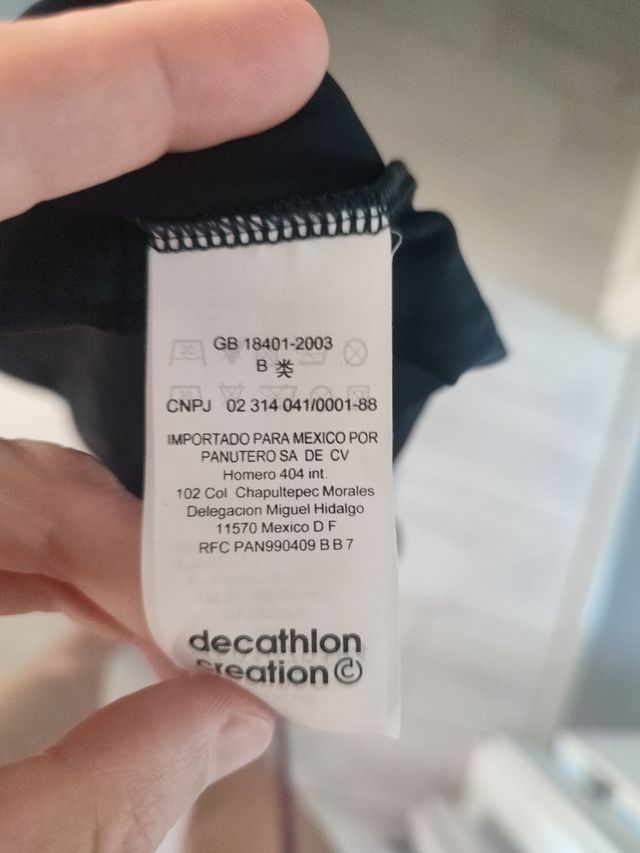 GB 18401-2003
B 类
CNPJ 02 314 041/0001-88
IMPORTADO PARA MEXICO POR
PANUTERO SA DE CV
Homero 404 int.
102 Col Chapultepec Morales
Delegacion Miguel Hidalgo
11570 Mexico D F
RFC PAN990409 B B 7
decathlon
creation ©